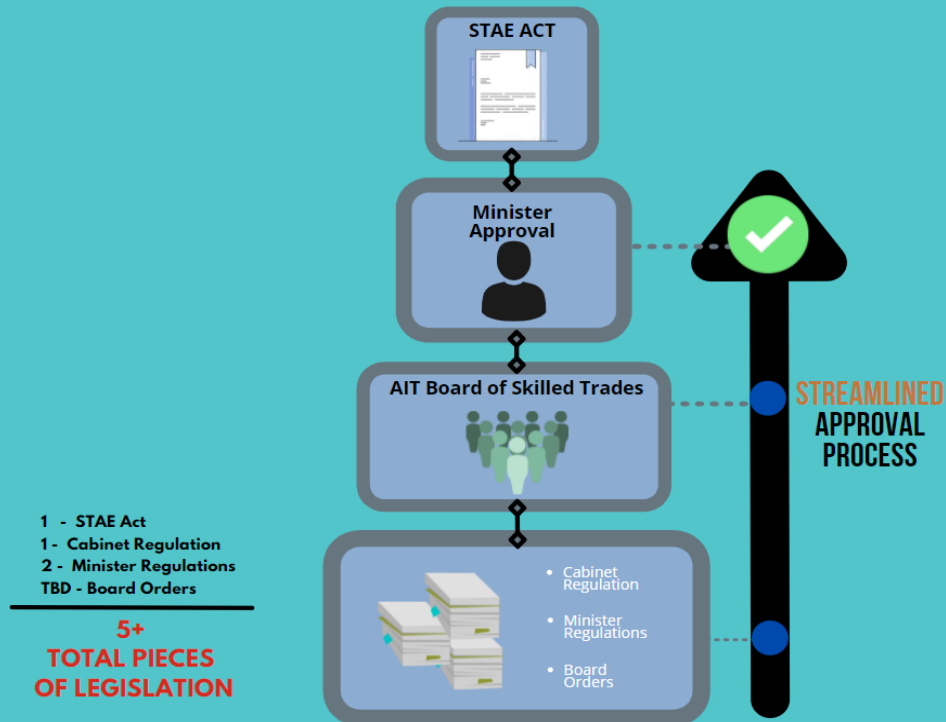 STAE ACT
Minister
Approval
AIT Board of Skilled Trades
STREAMLINED
APPROVAL
PROCESS
1 - STAE Act
1 - Cabinet Regulation
2 - Minister Regulations
TBD - Board Orders
5+
TOTAL PIECES
OF LEGISLATION
• Cabinet
Regulation
• Minister
Regulations
• Board
Orders